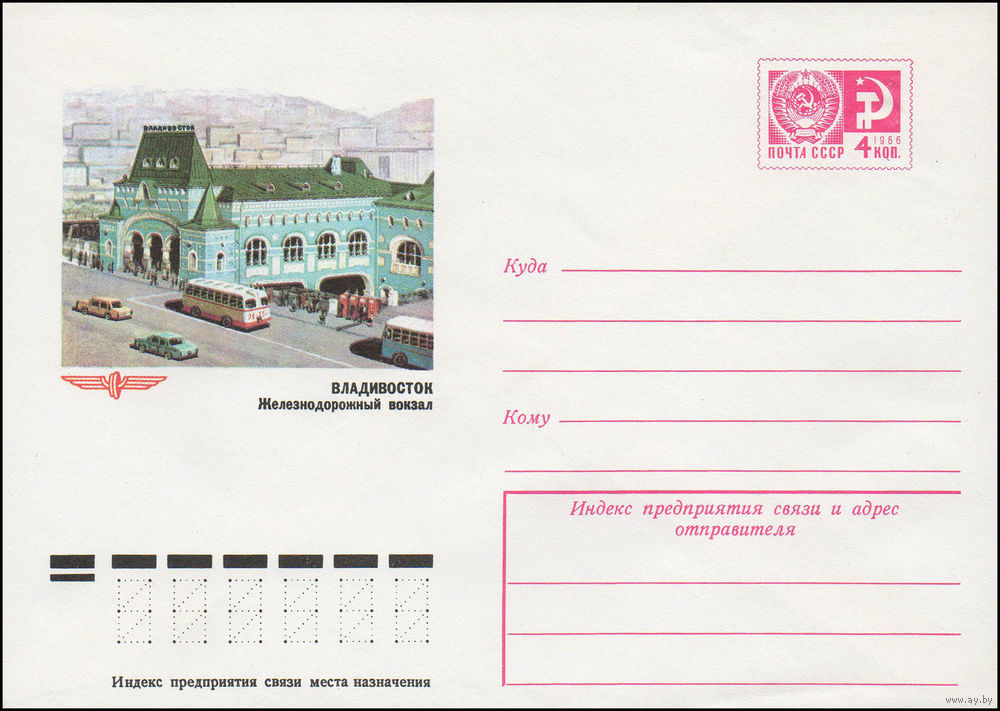 ВЛАДИВОСТОК
ВЛАДИВОСТОК
Железнодорожный вокзал
1966
ПОЧТА СССР 4 КОП.
Куда
Кому
Индекс предприятия связи и адрес
отправителя
Индекс предприятия связи места назначения
www.ay.by